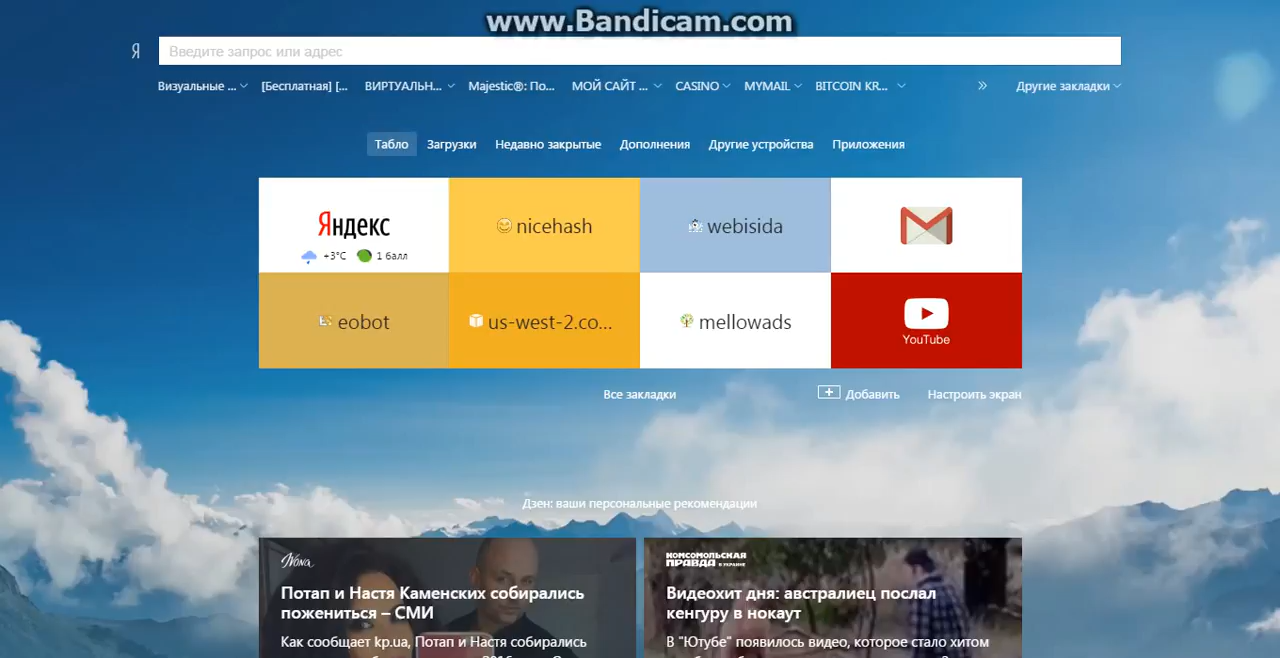 www.Bandicam.com
Я
Введите запрос или адрес
Визуальные ... [Бесплатная] [... ВИРТУАЛЬН... Majestic®: По... МОЙ САЙТ ... CASINO MYMAIL BITCOIN KR... » Другие закладки
Табло Загрузки Недавно закрытые Дополнения Другие устройства Приложения
Яндекс
+3°C 1 балл
nicehash
webisida
eobot
us-west-2.co...
mellowads
YouTube
Все закладки Добавить Настроить экран
Дзен: ваши персональные рекомендации
Потап и Настя Каменских собирались
пожениться – СМИ
Как сообщает kp.ua, Потап и Настя собирались
КОМСОМОЛЬСКАЯ
ПРАВДА В УКРАИНЕ
Видеохит дня: австралиец послал
кенгуру в нокаут
В "Ютубе" появилось видео, которое стало хитом